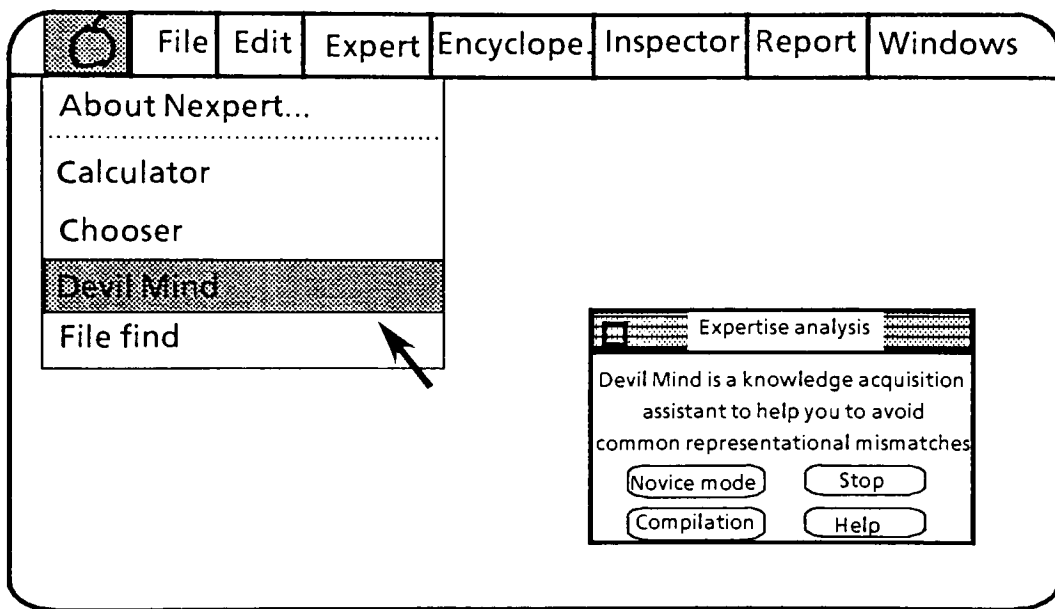 File Edit Expert Encyclope. Inspector Report Windows
About Nexpert...
Calculator
Chooser
Devil Mind
File find
Expertise analysis
Devil Mind is a knowledge acquisition
assistant to help you to avoid
common representational mismatches
Novice mode Stop
Compilation Help